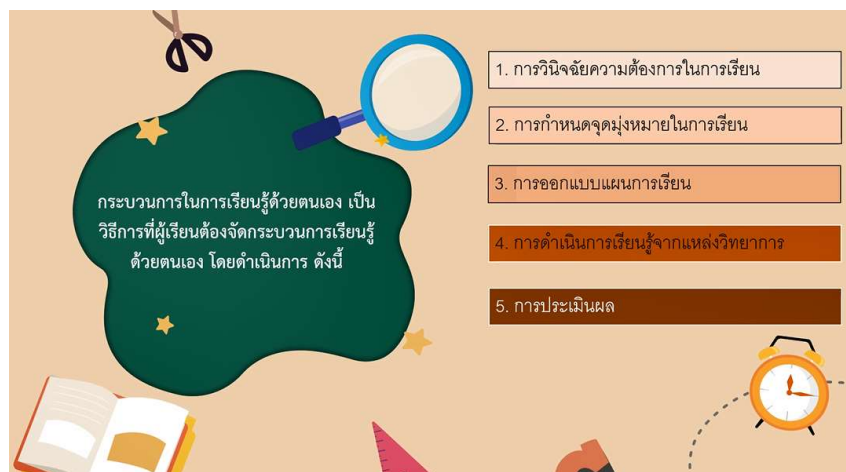 กระบวนการในการเรียนรู้ด้วยตนเอง เป็น
วิธีการที่ผู้เรียนต้องจัดกระบวนการเรียนรู้
ด้วยตนเอง โดยดำเนินการ ดังนี้
1. การวินิจฉัยความต้องการในการเรียน
2. การกำหนดจุดมุ่งหมายในการเรียน
3. การออกแบบแผนการเรียน
4. การดำเนินการเรียนรู้จากแหล่งวิทยาการ
5. การประเมินผล